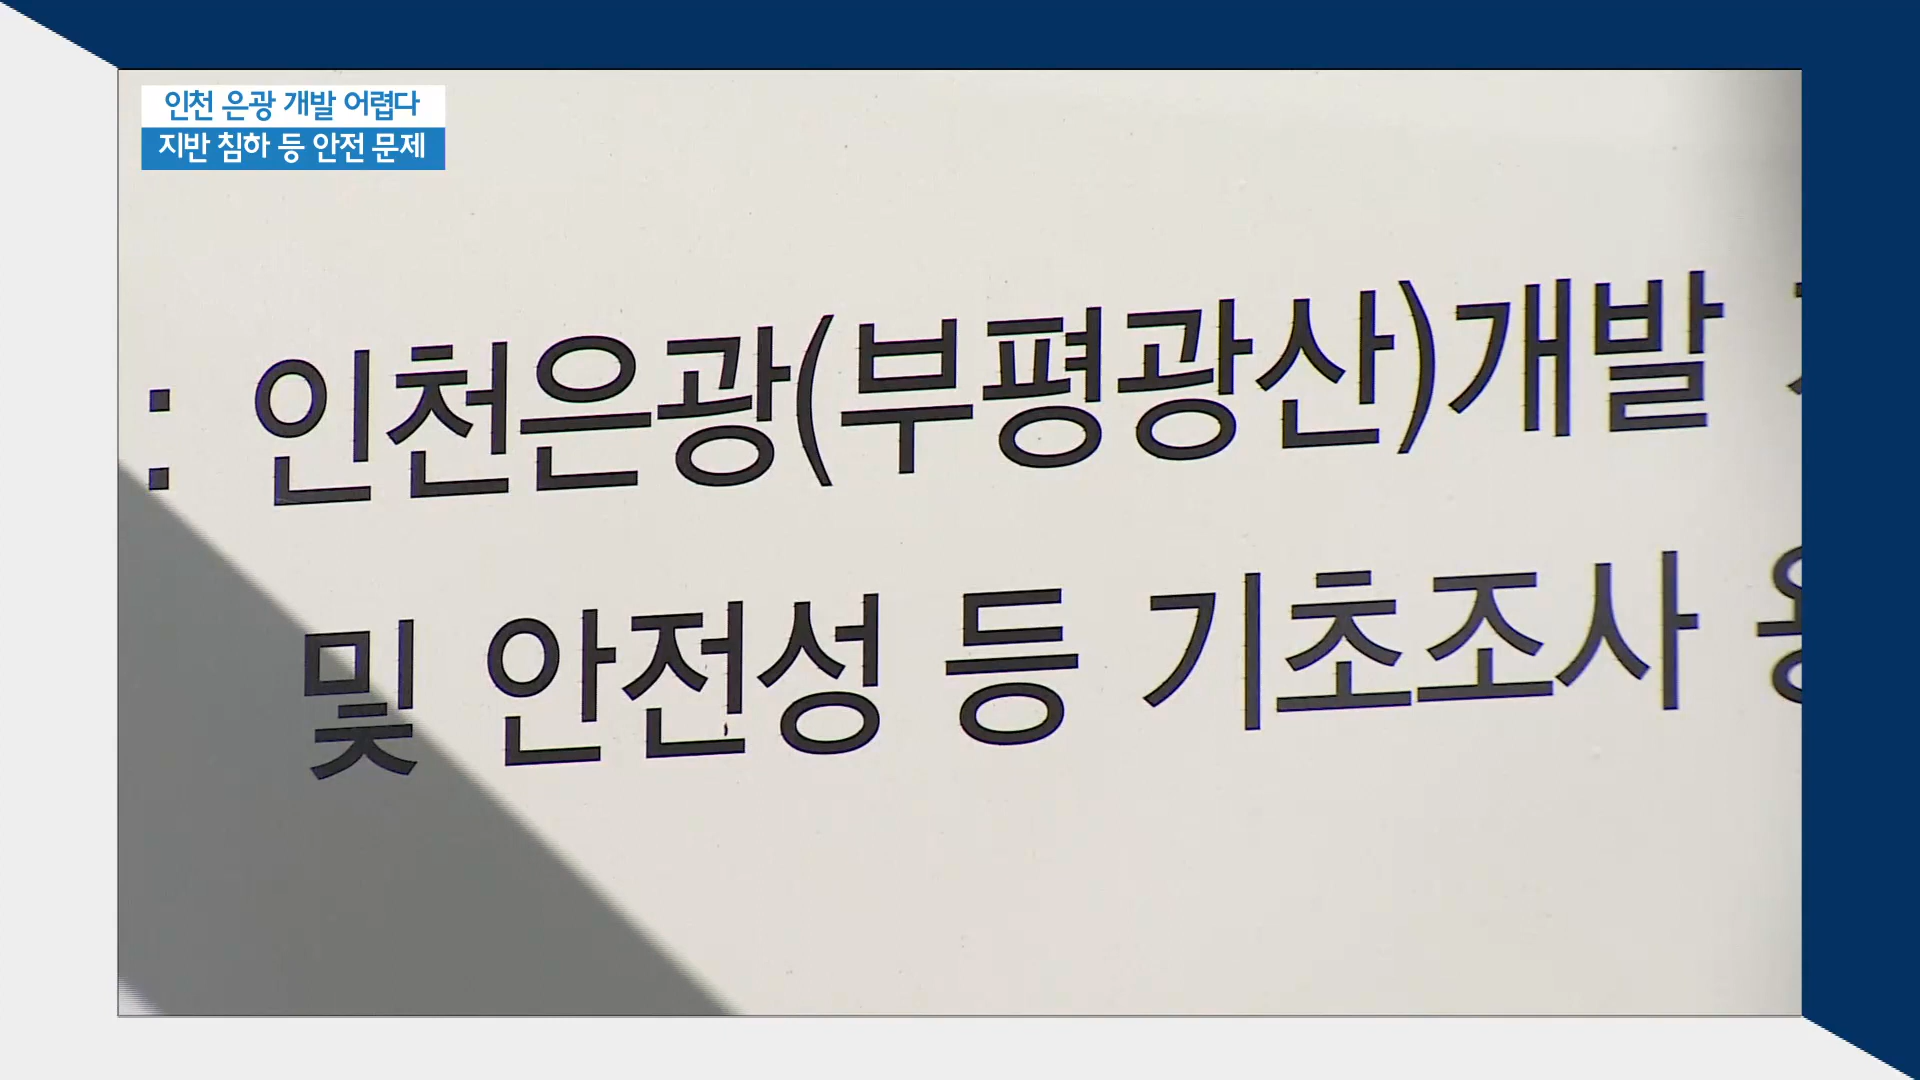 인천 은광 개발 어렵다
지반 침하 등 안전 문제
: 인천은광(부평광산)개발
및 안전성 등 기초조사